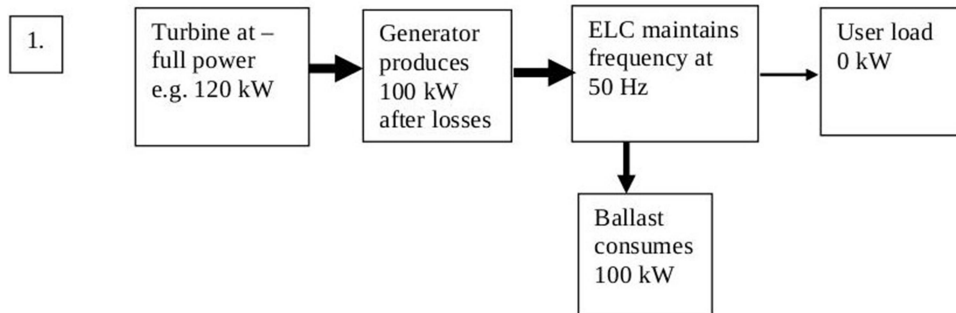 1.
Turbine at –
full power
e.g. 120 kW
Generator
produces
100 kW
after losses
ELC maintains
frequency at
50 Hz
User load
0 kW
Ballast
consumes
100 kW